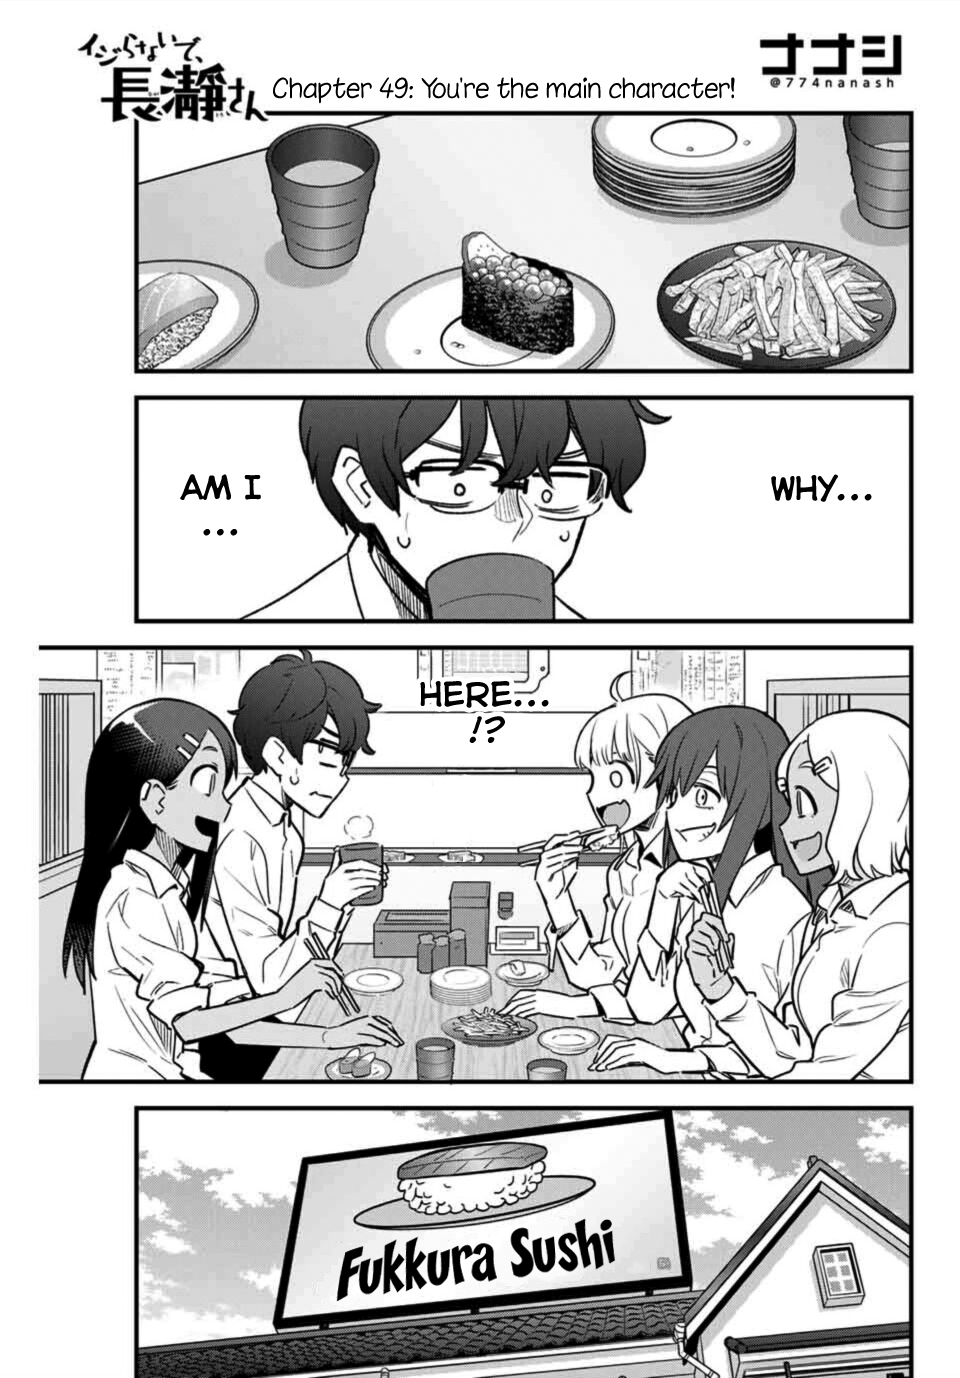 イジらないで、
長瀞さん
Chapter 49: You're the main character!
ナナシ
@774nanash
WHY...
AM I
...
HERE...
!?
Fukkura Sushi